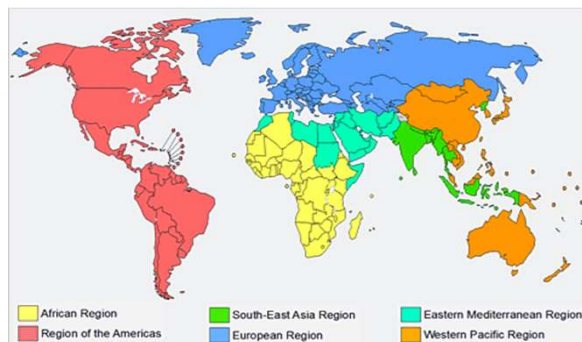 African Region
South-East Asia Region
Eastern Mediterranean Region
Region of the Americas
European Region
Western Pacific Region